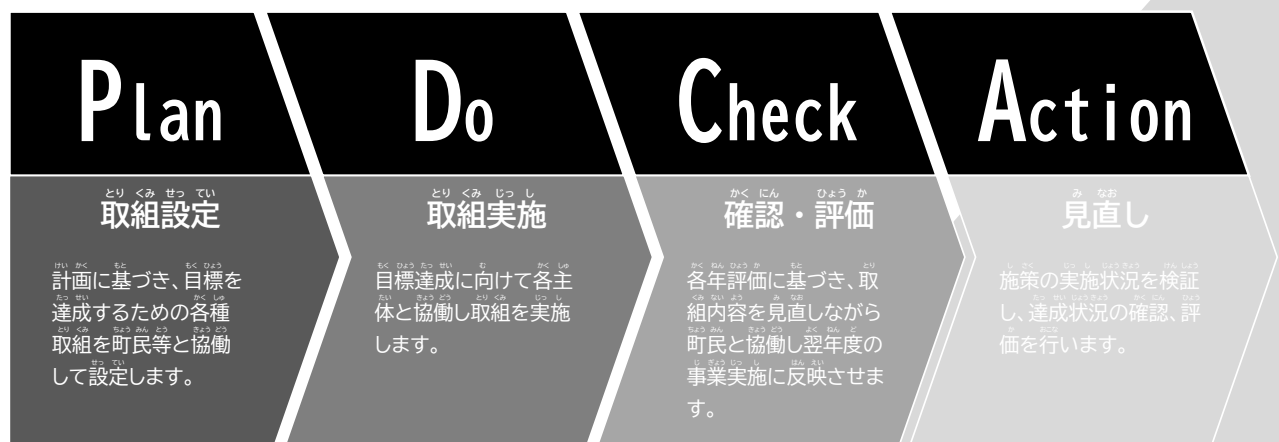 Plan
とりくみせってい
取組設定
けいかく もと もくひょう
計画に基づき、目標を
たっせい かくしゅ
達成するための各種
とりくみ ちょうみんとう きょうどう
取組を町民等と協働
せってい
して設定します。
Do
とりくみじっし
取組実施
もくひょうたっせい む かくしゅ
目標達成に向けて各主
たい きょうどう とりくみ じっし
体と協働し取組を実施
します。
Check
かくにん ひょうか
確認・評価
かくねんひょうか もと とり
各年評価に基づき、取
くみないよう みなお
組内容を見直しながら
ちょうみん きょうどう よくねんど
町民と協働し翌年度の
じぎょうじっし はんえい
事業実施に反映させま
す。
Action
みなお
見直し
しさく じっしじょうきょう けんしょう
施策の実施状況を検証
たっせいじょうきょう かくにん ひょう
し、達成状況の確認、評
か おこな
価を行います。